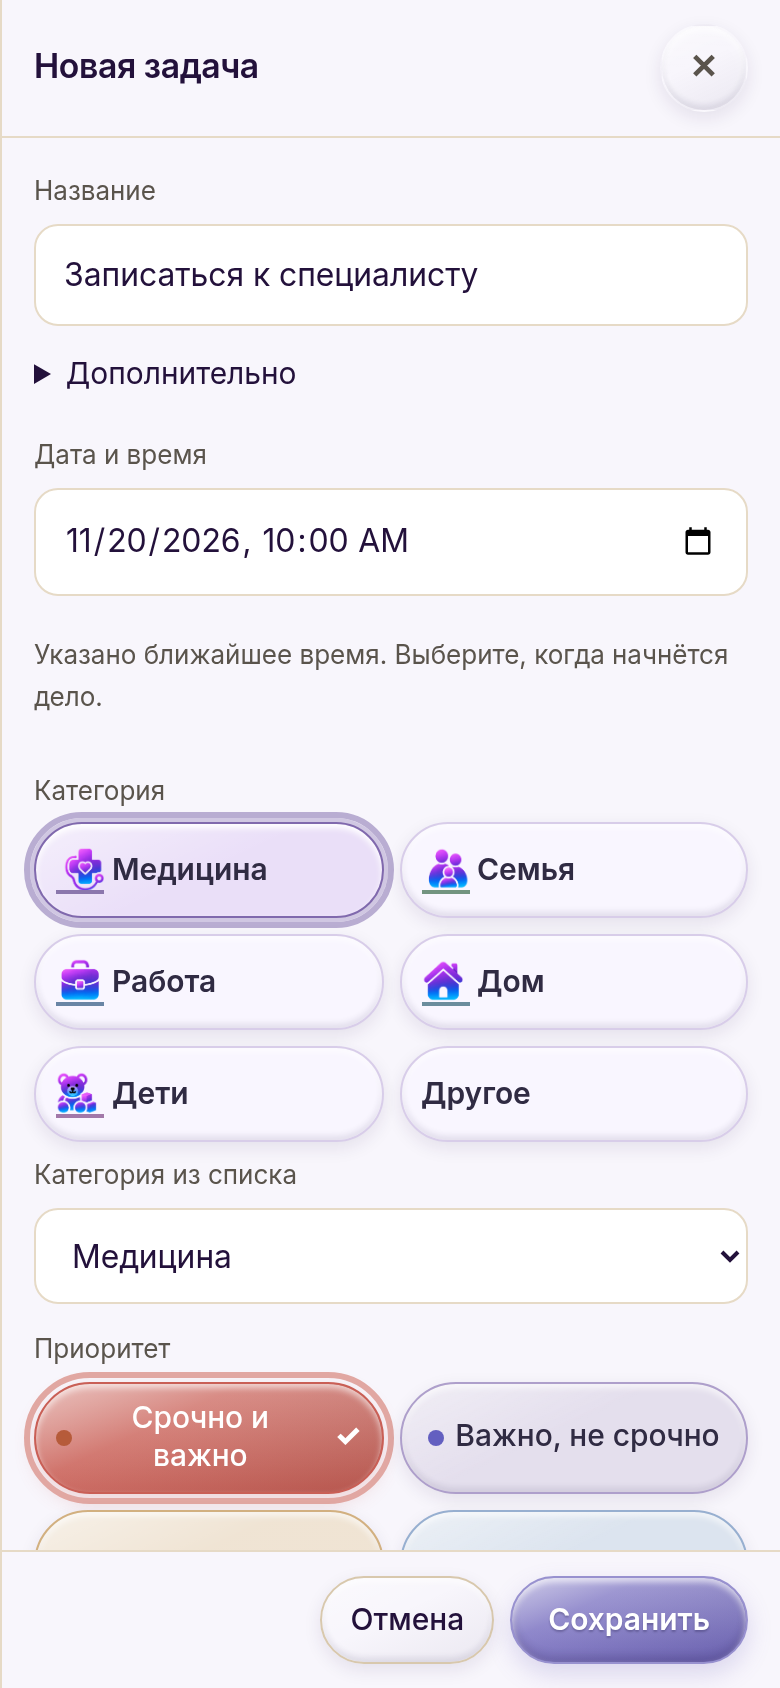 Новая задача
Название
Записаться к специалисту
Дополнительно
Дата и время
11/20/2026, 10:00 AM
Указано ближайшее время. Выберите, когда начнётся
дело.
Категория
Медицина
Семья
Работа
Дом
Дети
Другое
Категория из списка
Медицина
Приоритет
Срочно и
важно
Важно, не срочно
Отмена
Сохранить